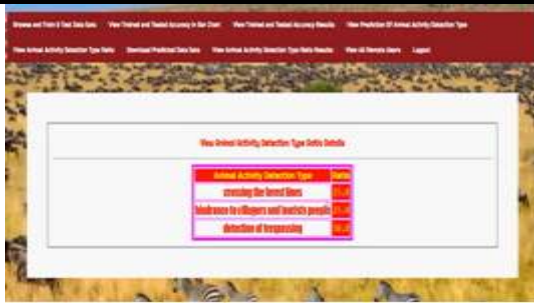 Browse and Train & Test Data Sets   View Trained and Tested Accuracy in Bar Chart   View Trained and Tested Accuracy Results   View Prediction Of Animal Activity Detection Type
View Animal Activity Detection Type Ratio   Download Predicted Data Sets   View Animal Activity Detection Type Ratio Results   View All Remote Users   Logout
View Animal Activity Detection Type Ratio Details
Animal Activity Detection Type   Ratio
crossing the forest lines
hindrance to villagers and tourists people
detection of trespassing